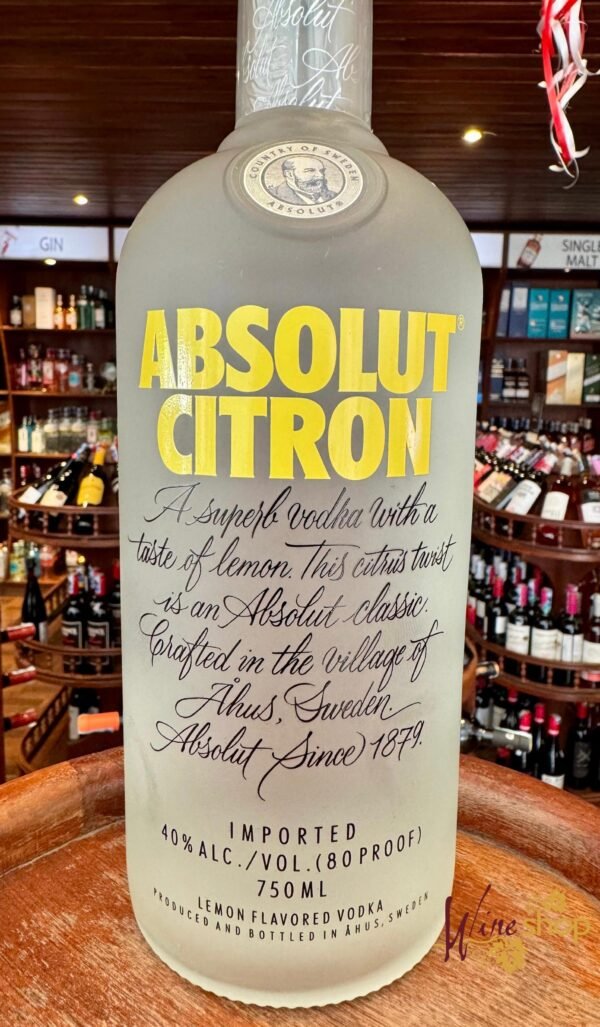 Absolut
COUNTRY OF SWEDEN
ABSOLUT®
GIN
SINGLE
MALT
ABSOLUT®
CITRON
A superb vodka with a
taste of lemon. This citrus twist
is an Absolut classic.
Crafted in the village of
Åhus, Sweden.
Absolut Since 1879.
IMPORTED
40% ALC./VOL. (80 PROOF)
750ML
LEMON FLAVORED VODKA
PRODUCED AND BOTTLED IN ÅHUS, SWEDEN
Wine shop